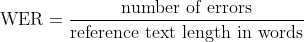 WER = number of errors / reference text length in words